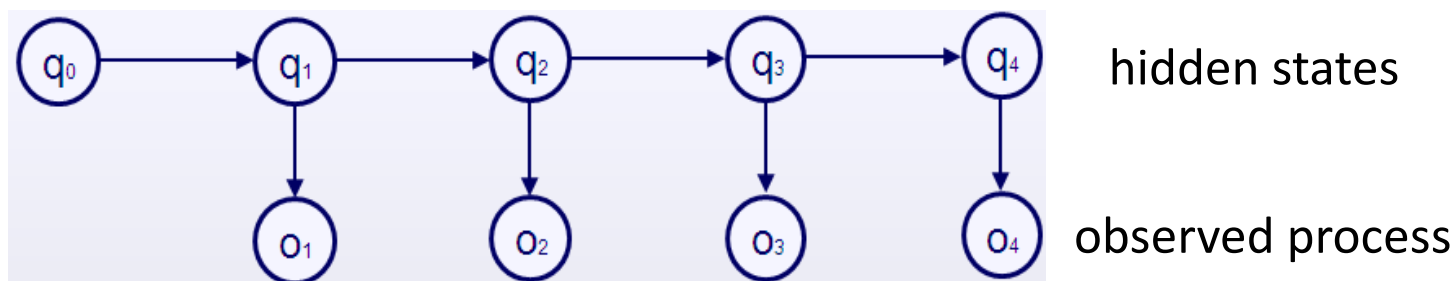 q₀ q₁ q₂ q₃ q₄ hidden states
o₁ o₂ o₃ o₄ observed process